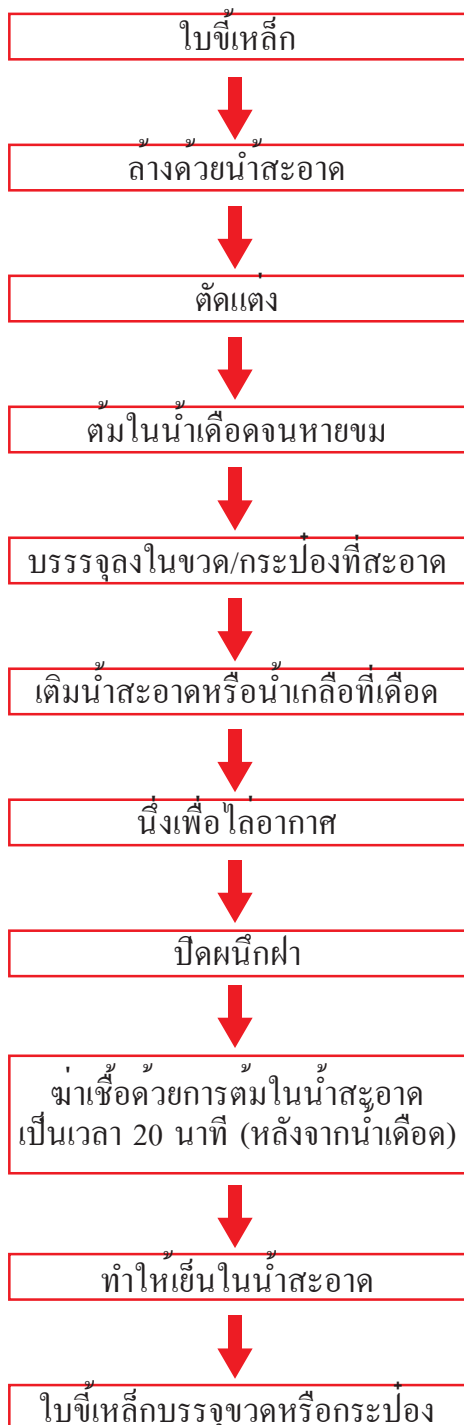 ใบขี้เหล็ก
ล้างด้วยน้ำสะอาด
ตัดแต่ง
ต้มในน้ำเดือดจนหายขม
บรรรจุลงในขวด/กระป๋องที่สะอาด
เติมน้ำสะอาดหรือน้ำเกลือที่เดือด
นึ่งเพื่อไล่อากาศ
ปิดผนึกฝา
ฆ่าเชื้อด้วยการต้มในน้ำสะอาด
เป็นเวลา 20 นาที (หลังจากน้ำเดือด)
ทำให้เย็นในน้ำสะอาด
ใบขี้เหล็กบรรจุขวดหรือกระป๋อง